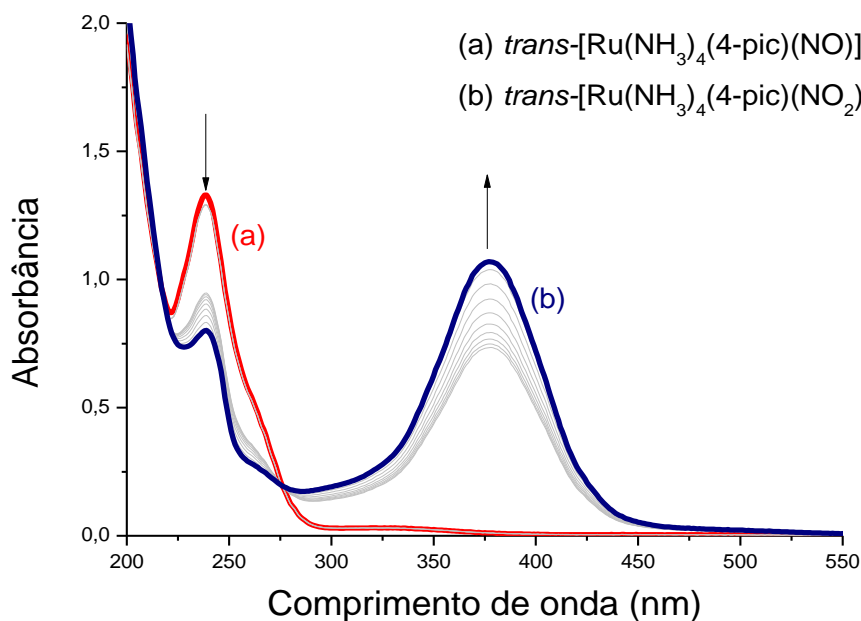 (a) trans-[Ru(NH3)4(4-pic)(NO)]
(b) trans-[Ru(NH3)4(4-pic)(NO2)
2,0
1,5
1,0
0,5
0,0
(a)
(b)
200 250 300 350 400 450 500 550
Absorbância
Comprimento de onda (nm)